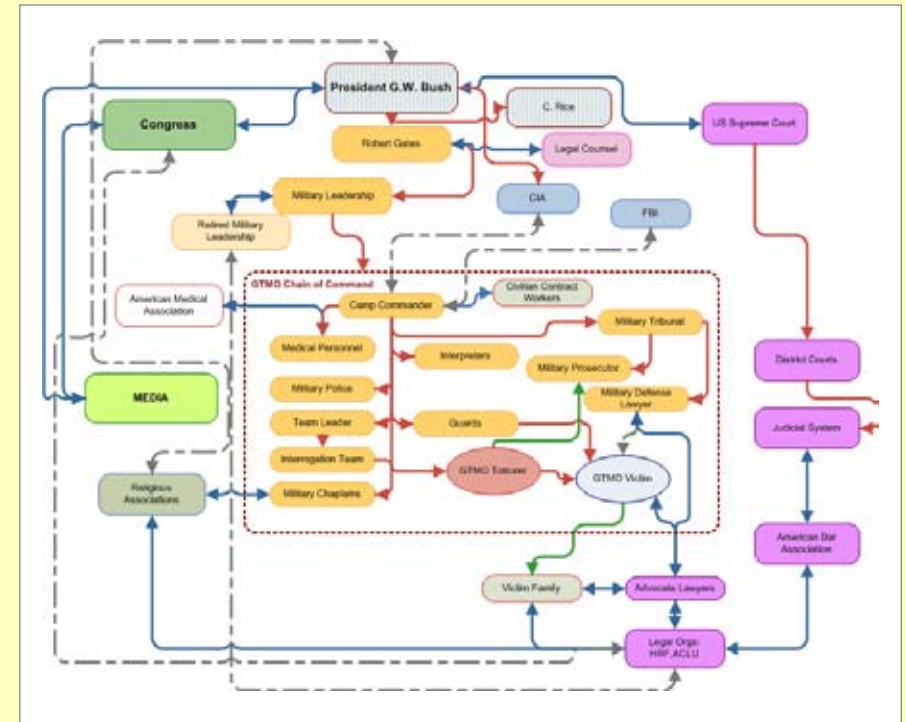 President G.W. Bush
C. Rice
Congress
US Supreme Court
Robert Gates
Legal Counsel
Military Leadership
CIA
FBI
Retired Military
Leadership
GTMO Chain of Command
Civilian Contract
Workers
American Medical
Association
Camp Commander
Military Tribunal
Medical Personnel
Interpreters
Military Prosecutor
District Courts
Military Police
MEDIA
Military Defense
Lawyer
Team Leader
Guards
Judicial System
Interrogation Team
GTMO Torturer
GTMO Victim
Religious
Associations
Military Chaplains
American Bar
Association
Victim Family
Advocate Lawyers
Legal Orgs:
HRF,ACLU